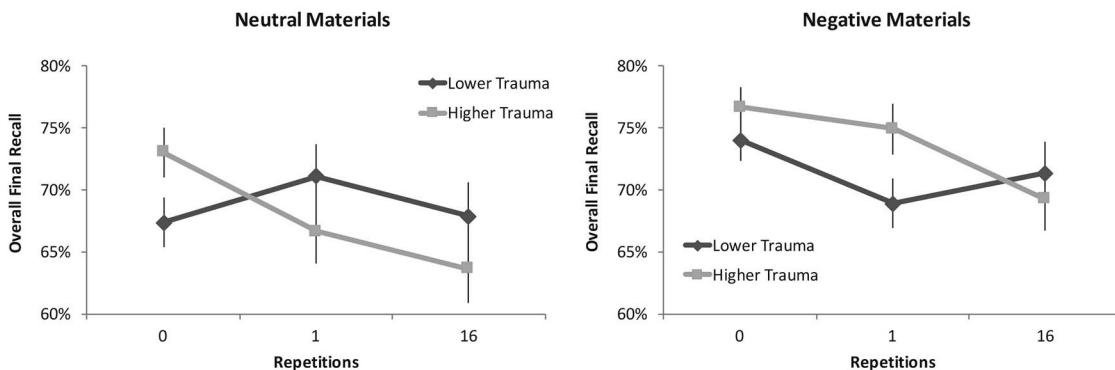 Neutral Materials
80%
75%
70%
65%
60%
Overall Final Recall
Lower Trauma
Higher Trauma
0
1
16
Repetitions
Negative Materials
80%
75%
70%
65%
60%
Overall Final Recall
Lower Trauma
Higher Trauma
0
1
16
Repetitions